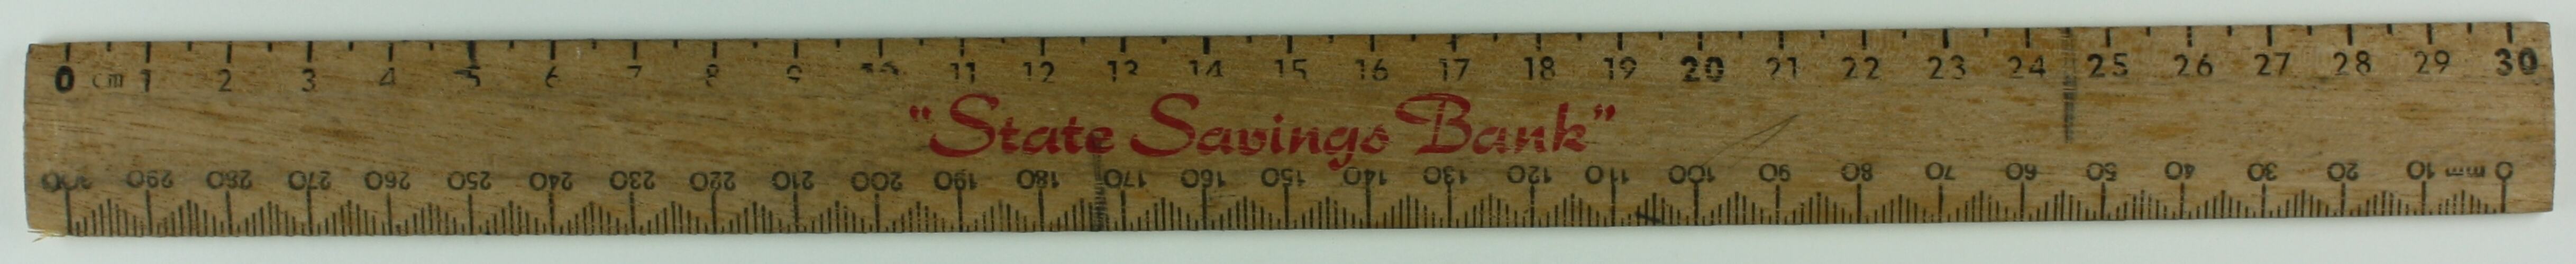 0 cm 1 2 3 4 5 6 7 8 9 10 11 12 13 14 15 16 17 18 19 20 21 22 23 24 25 26 27 28 29 30
"State Savings Bank"
300 290 280 270 260 250 240 230 220 210 200 190 180 170 160 150 140 130 120 110 100 90 80 70 60 50 40 30 20 10 mm 0